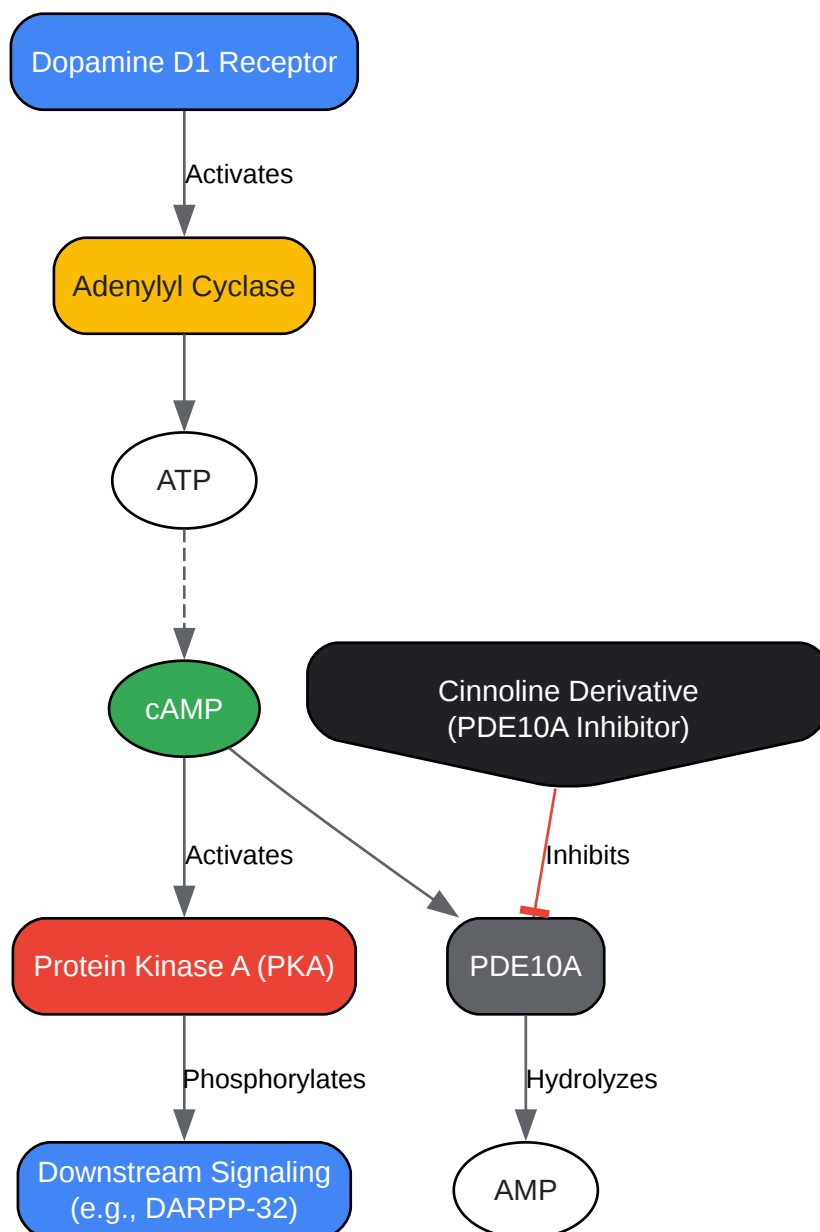 Dopamine D1 Receptor
Activates
Adenylyl Cyclase
ATP
cAMP
Cinnoline Derivative
(PDE10A Inhibitor)
Activates
Inhibits
Protein Kinase A (PKA)
PDE10A
Phosphorylates
Hydrolyzes
Downstream Signaling
(e.g., DARPP-32)
AMP